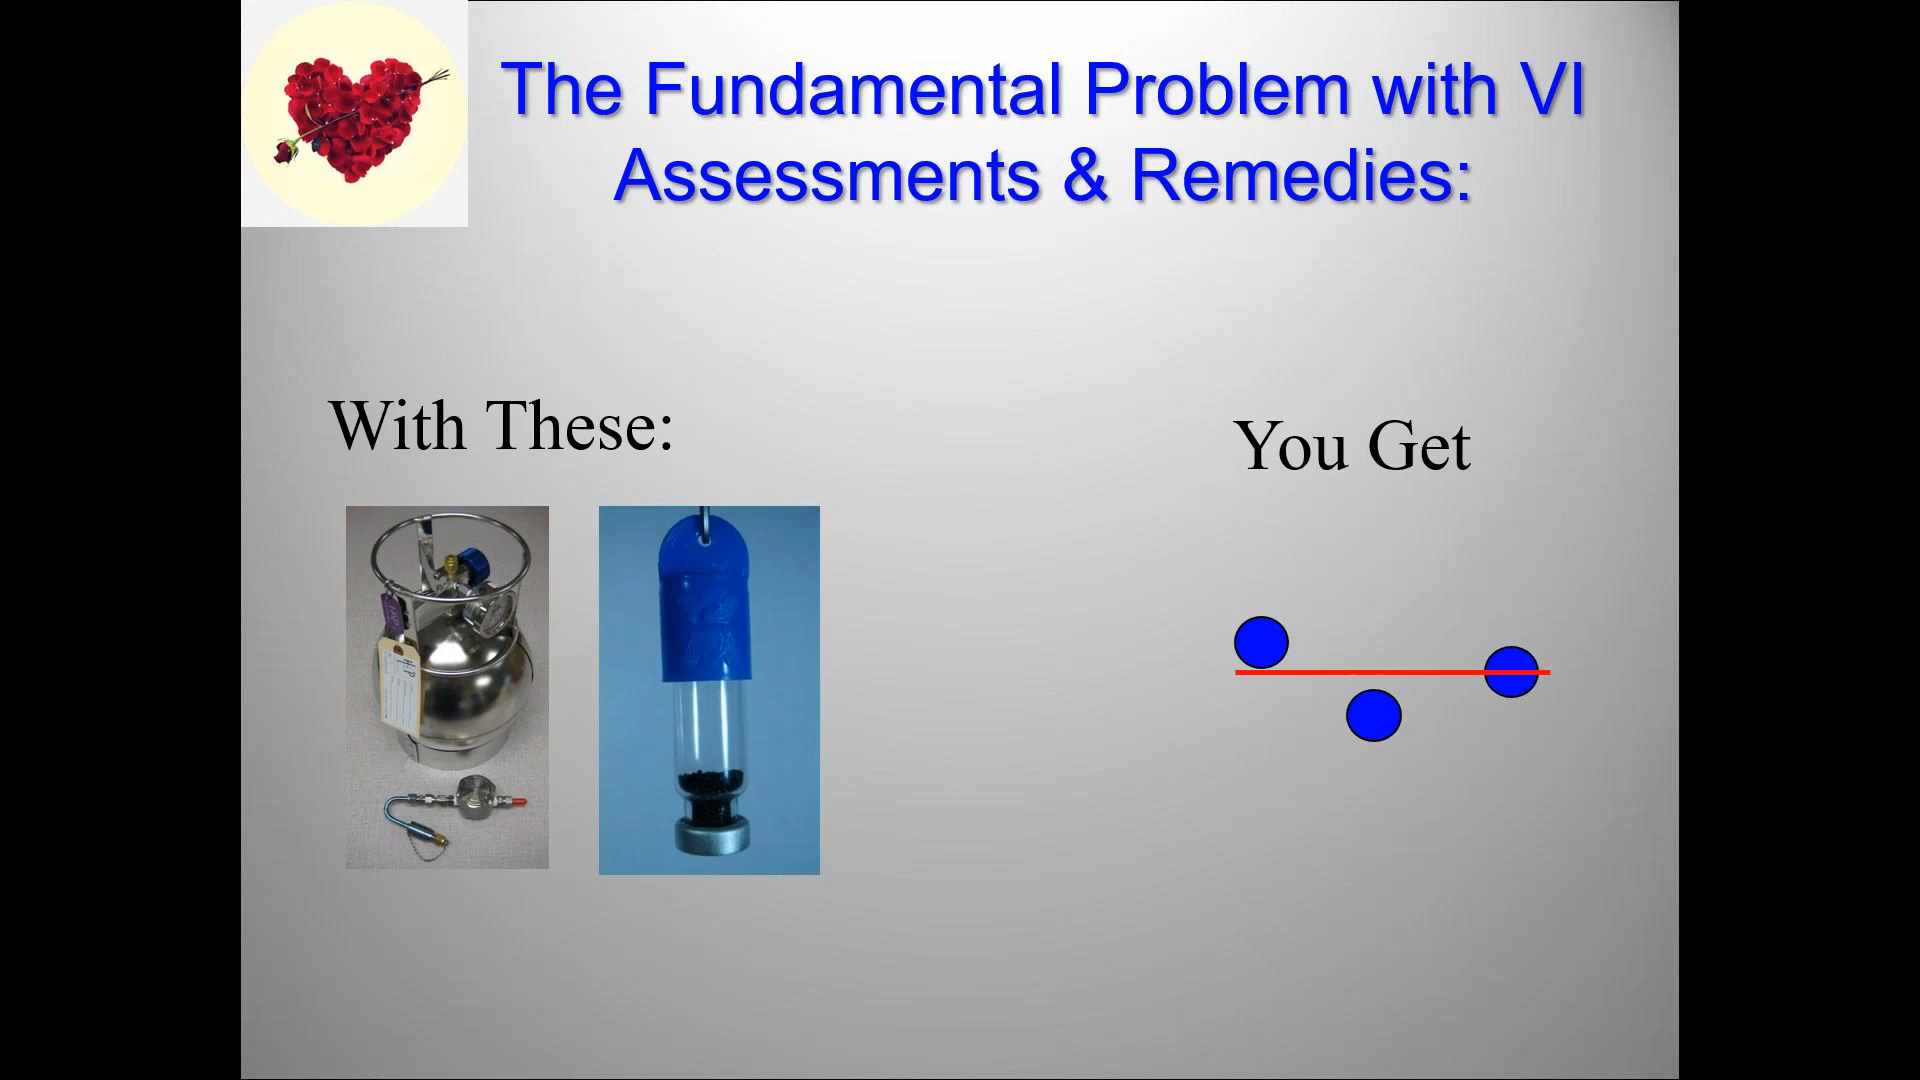 The Fundamental Problem with VI
Assessments & Remedies:
With These:
You Get